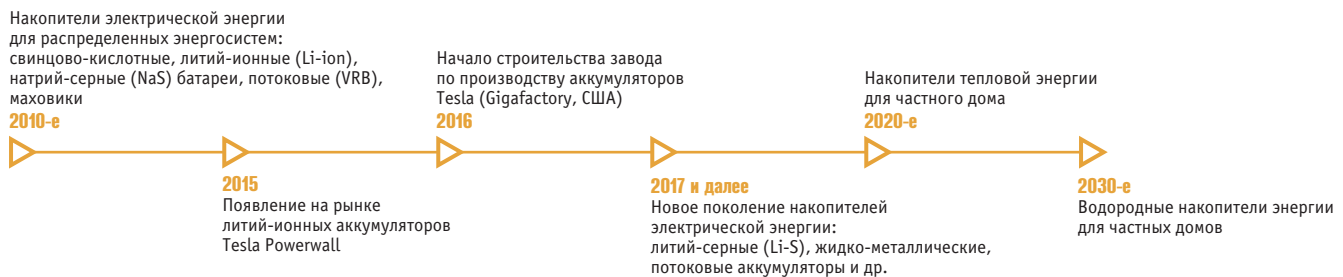 Накопители электрической энергии
для распределенных энергосистем:
свинцово-кислотные, литий-ионные (Li-ion),
натрий-серные (NaS) батареи, потоковые (VRB),
маховики
2010-е
2015
Появление на рынке
литий-ионных аккумуляторов
Tesla Powerwall
Начало строительства завода
по производству аккумуляторов
Tesla (Gigafactory, США)
2016
2017 и далее
Новое поколение накопителей
электрической энергии:
литий-серные (Li-S), жидко-металлические,
потоковые аккумуляторы и др.
Накопители тепловой энергии
для частного дома
2020-е
2030-е
Водородные накопители энергии
для частных домов